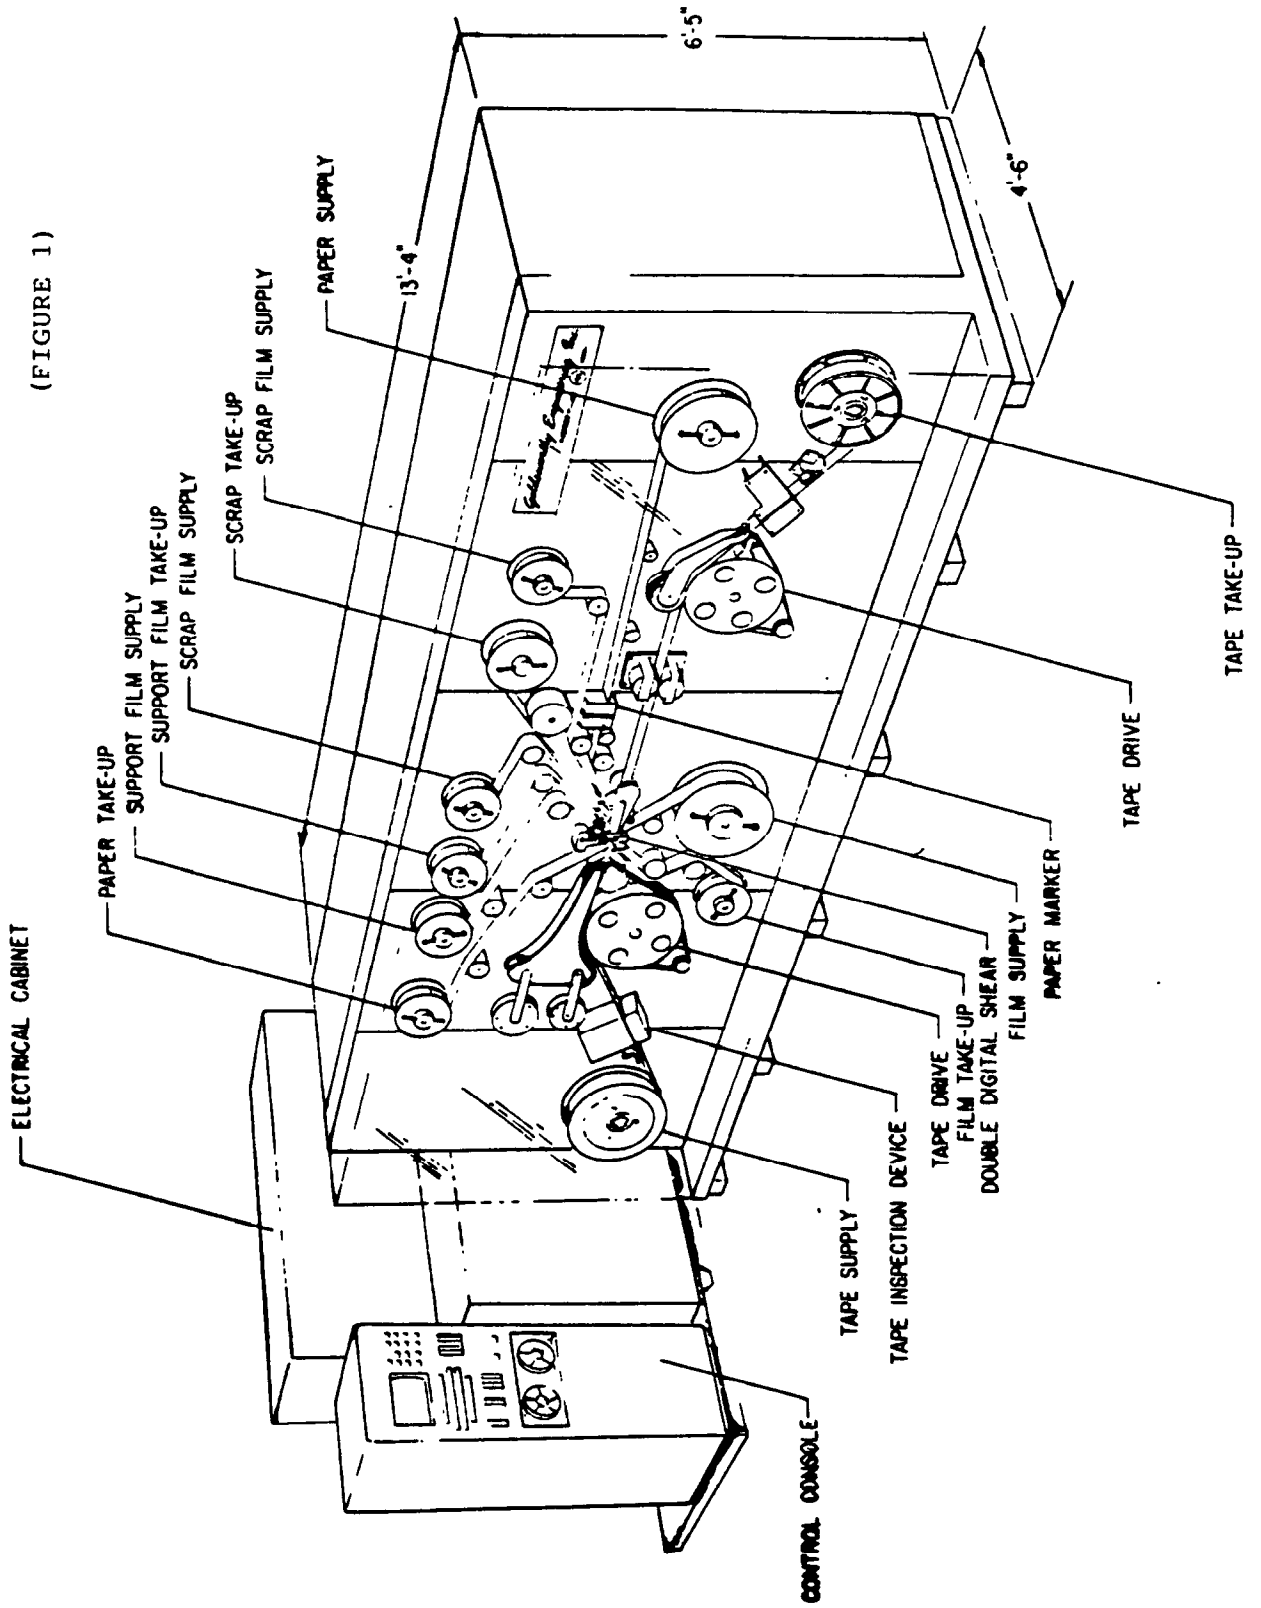 (FIGURE 1)
ELECTRICAL CABINET
PAPER TAKE-UP
SUPPORT FILM SUPPLY
SUPPORT FILM TAKE-UP
SCRAP FILM SUPPLY
SCRAP TAKE-UP
SCRAP FILM SUPPLY
PAPER SUPPLY
13'-4"
6'-5"
4'-6"
Goldsworthy Engineering
CONTROL CONSOLE
TAPE SUPPLY
TAPE INSPECTION DEVICE
TAPE DRIVE
FILM TAKE-UP
DOUBLE DIGITAL SHEAR
FILM SUPPLY
PAPER MARKER
TAPE DRIVE
TAPE TAKE-UP